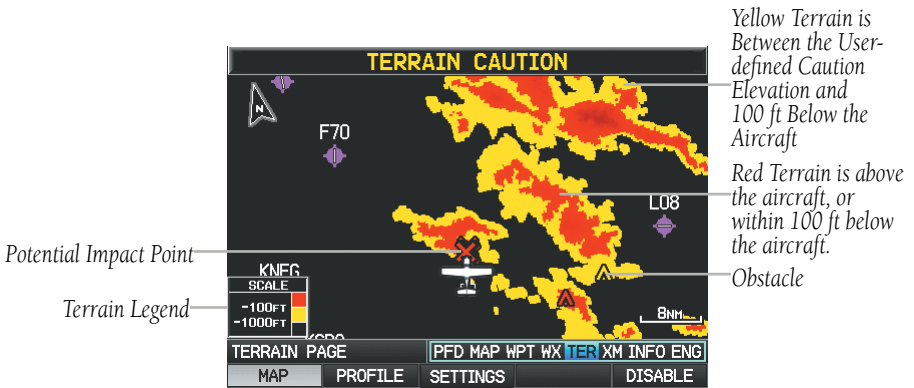 Yellow Terrain is
Between the User-
defined Caution
Elevation and
100 ft Below the
Aircraft
TERRAIN CAUTION
N
F70
Red Terrain is above
the aircraft, or
within 100 ft below
the aircraft.
L08
Potential Impact Point
Obstacle
KNFG
SCALE
-100FT
-1000FT
Terrain Legend
8NM
TERRAIN PAGE
PFD MAP WPT WX TER XM INFO ENG
MAP PROFILE SETTINGS DISABLE